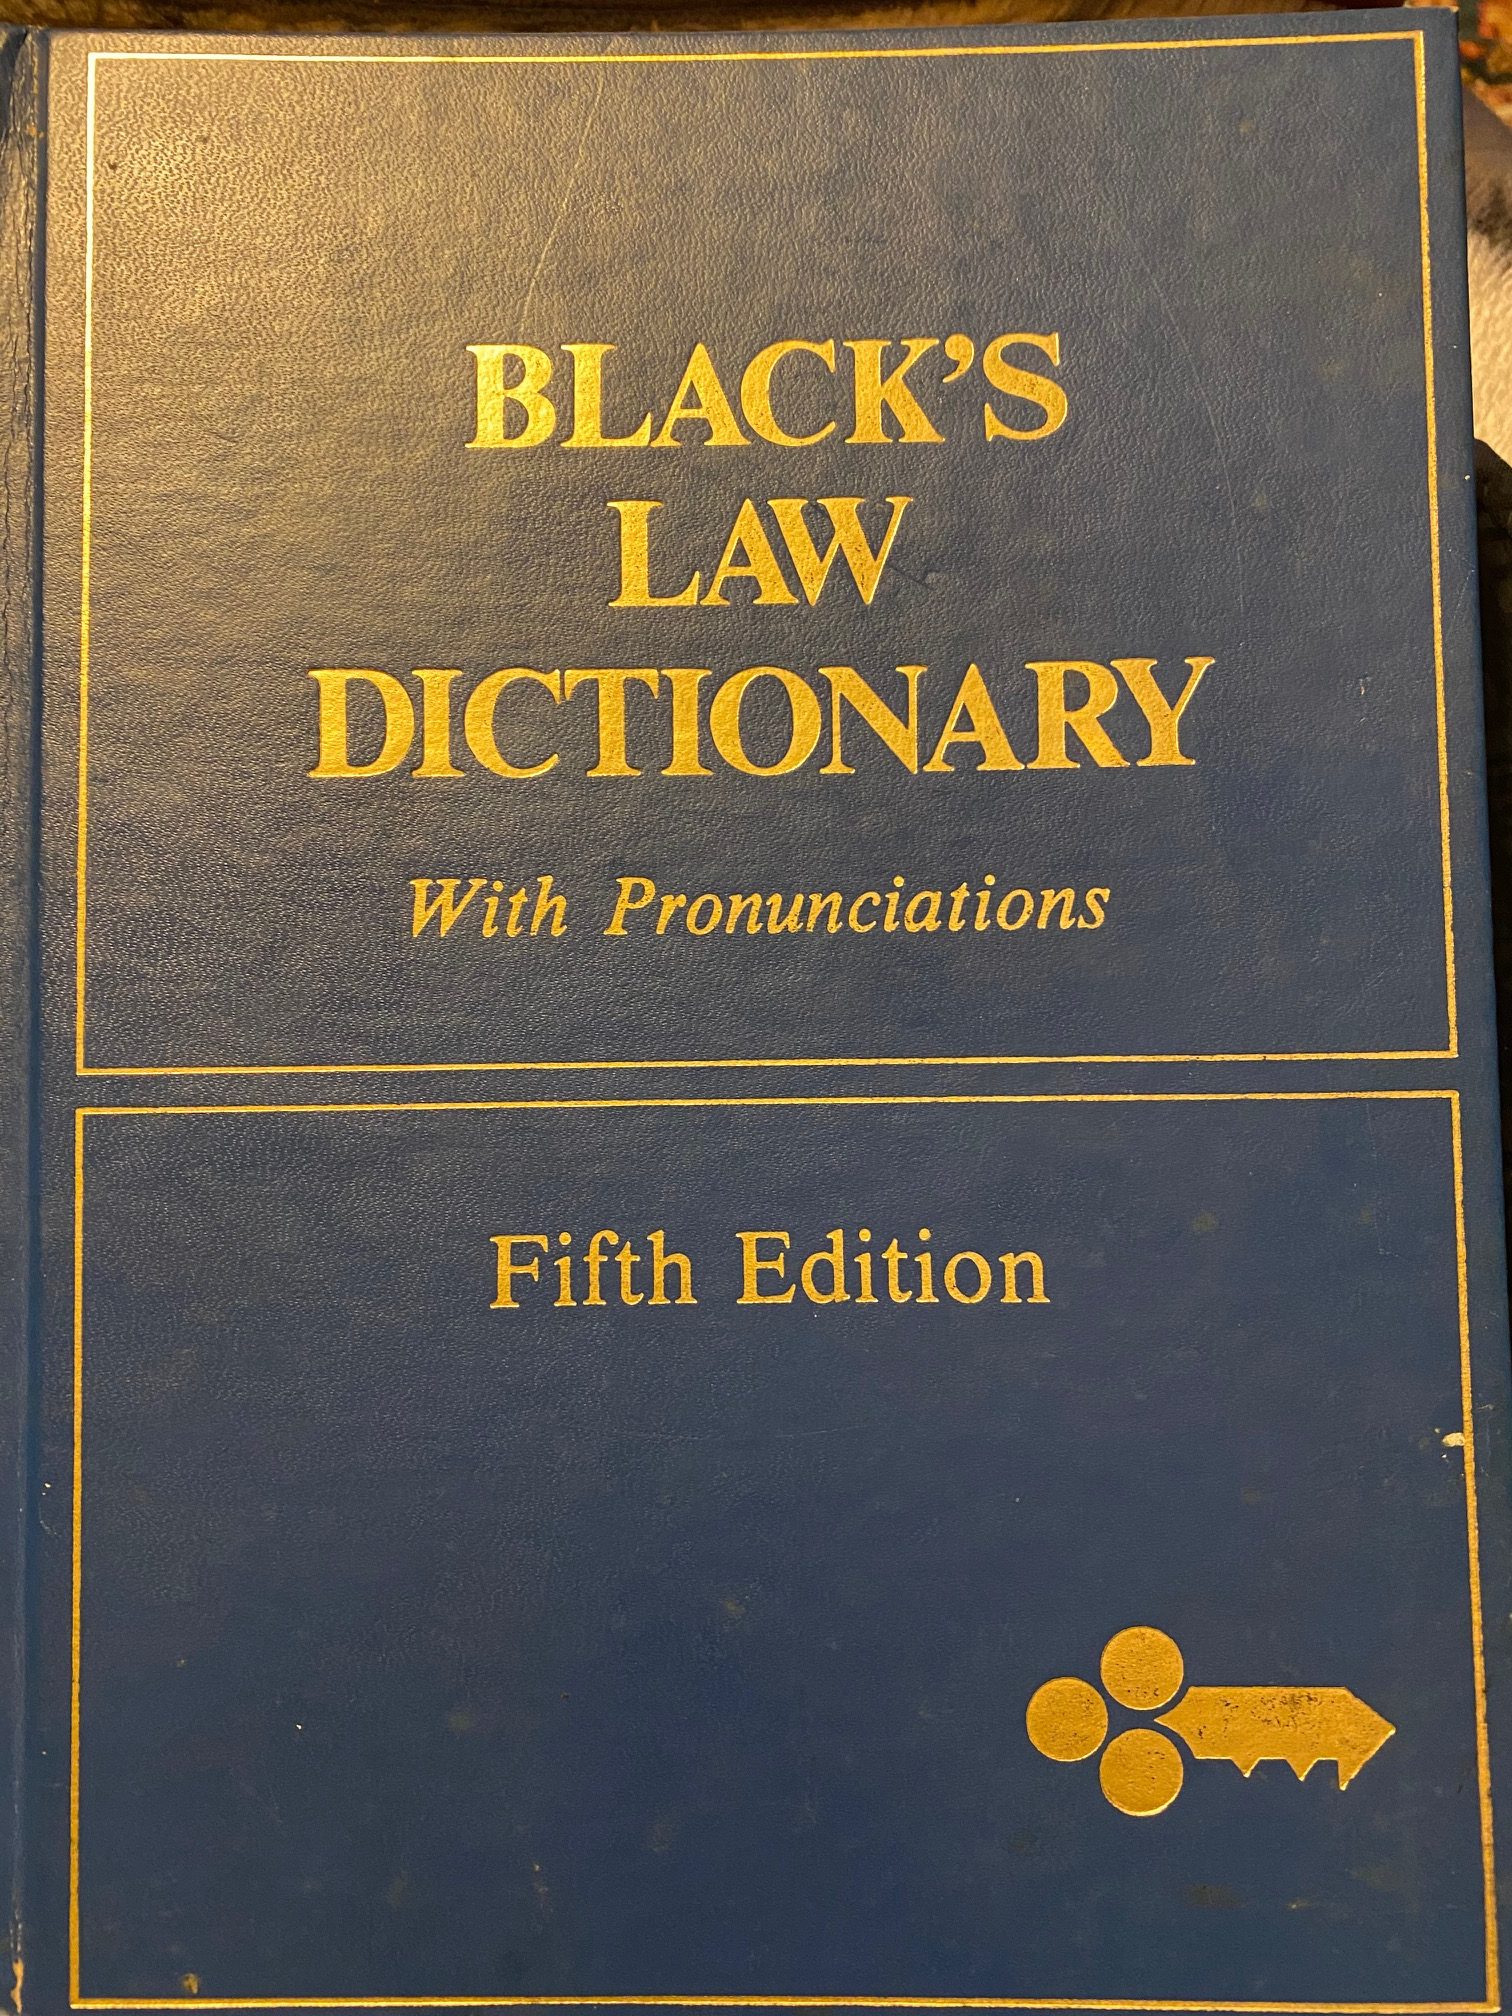 BLACK'S
LAW
DICTIONARY
With Pronunciations
Fifth Edition